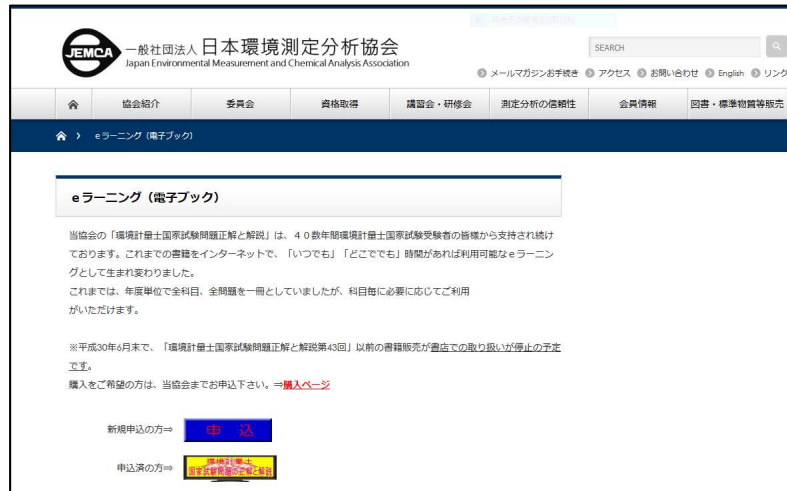 JEMCA
一般社団法人 日本環境測定分析協会
Japan Environmental Measurement and Chemical Analysis Association
SEARCH
メールマガジンお手続き アクセス お問い合わせ English リンク
協会紹介 委員会 資格取得 講習会・研修会 測定分析の信頼性 会員情報 図書・標準物質等販売
eラーニング (電子ブック)
eラーニング（電子ブック）
当協会の「環境計量士国家試験問題正解と解説」は、４０数年間環境計量士国家試験受験者の皆様から支持され続け
ております。これまでの書籍をインターネットで、「いつでも」「どこででも」時間があれば利用可能なｅラーニン
グとして生まれ変わりました。
これまでは、年度単位で全科目、全問題を一冊としていましたが、科目毎に必要に応じてご利用
がいただけます。
※平成30年6月末で、「環境計量士国家試験問題正解と解説第43回」以前の書籍販売が書店での取り扱いが停止の予定
です。
購入をご希望の方は、当協会までお申込下さい。⇒購入ページ
新規申込の方⇒ 申 込
申込済の方⇒ 環境計量士
国家試験問題の正解と解説